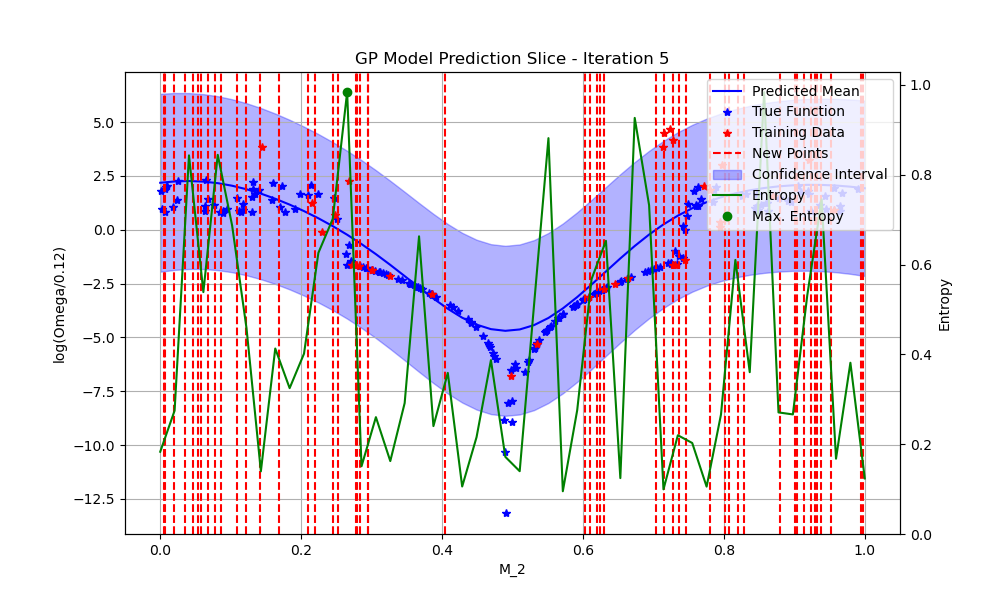 GP Model Prediction Slice - Iteration 5
Predicted Mean
True Function
Training Data
New Points
Confidence Interval
Entropy
Max. Entropy
log(Omega/0.12)
5.0
2.5
0.0
−2.5
−5.0
−7.5
−10.0
−12.5
1.0
0.8
0.6
0.4
0.2
0.0
Entropy
0.0
0.2
0.4
0.6
0.8
1.0
M_2